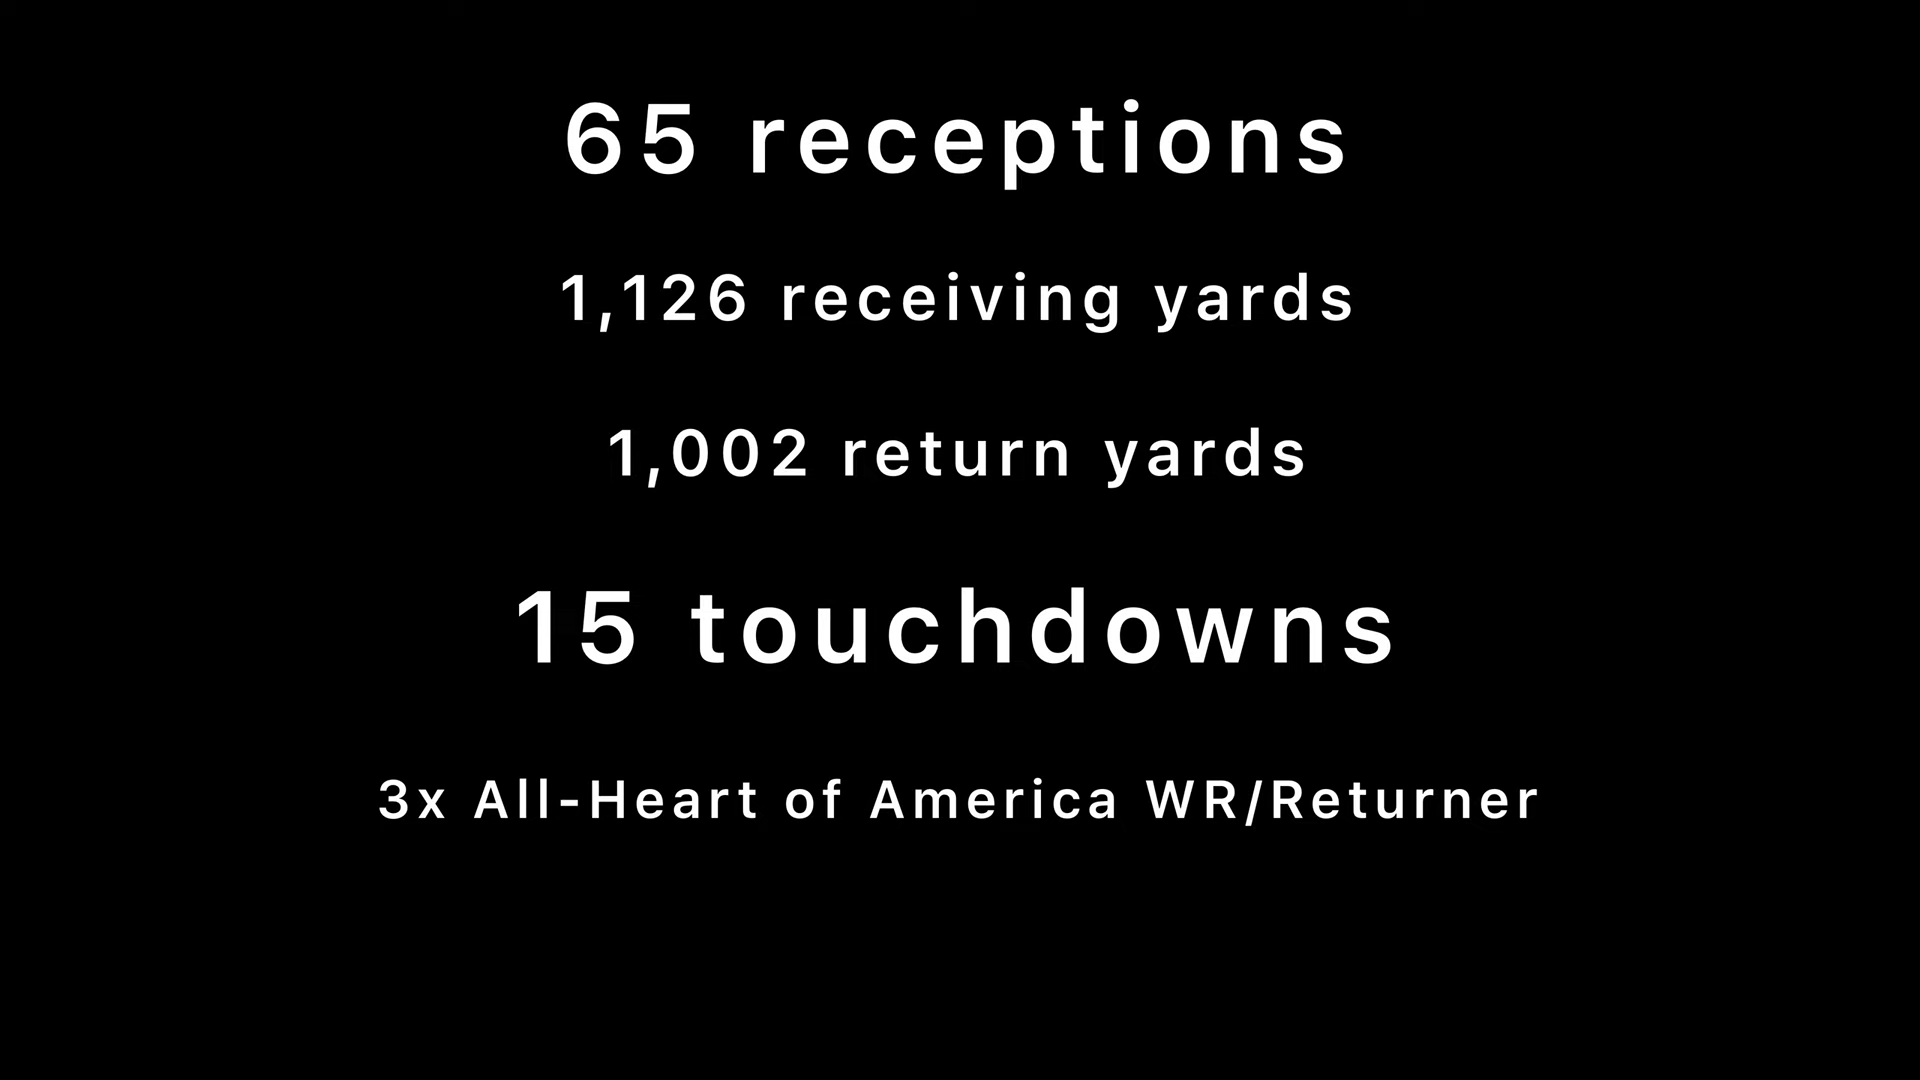 65 receptions
1,126 receiving yards
1,002 return yards
15 touchdowns
3x All-Heart of America WR/Returner